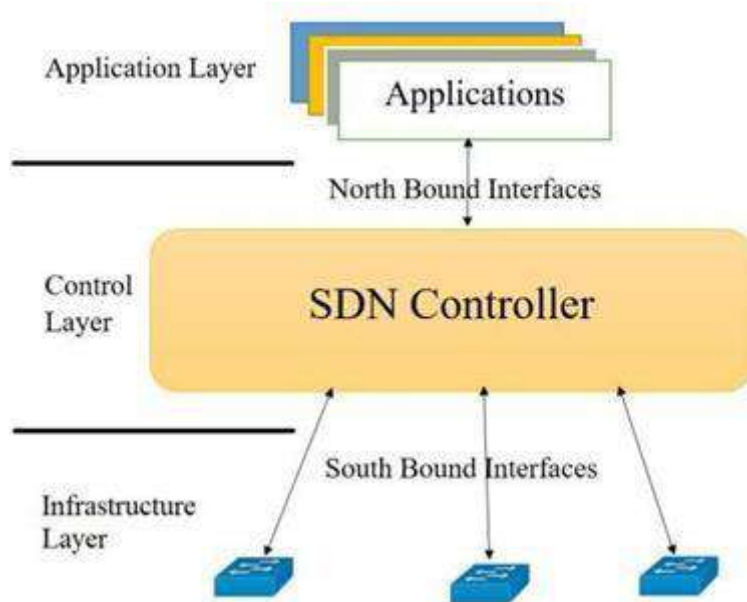 Application Layer
Applications
North Bound Interfaces
Control
Layer
SDN Controller
South Bound Interfaces
Infrastructure
Layer